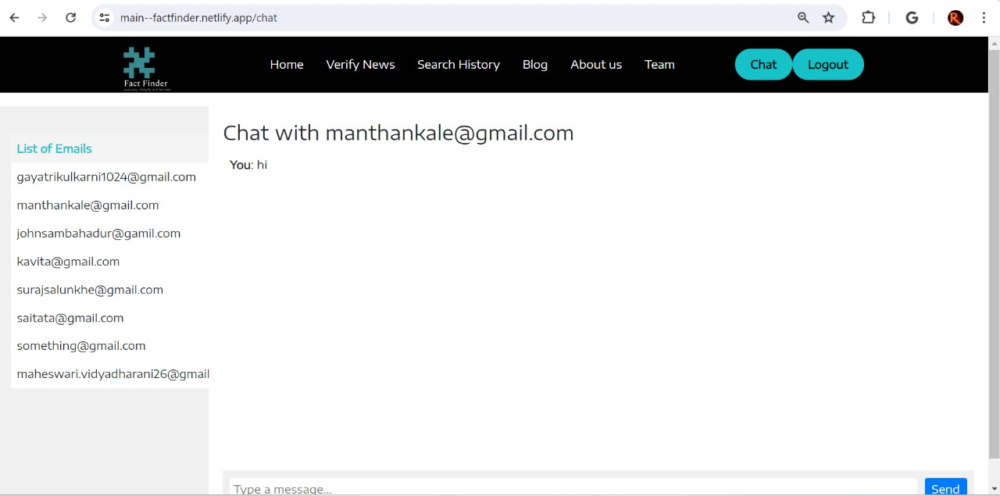 main--factfinder.netlify.app/chat
Fact Finder
Home Verify News Search History Blog About us Team Chat Logout
List of Emails
gayatrikulkarni1024@gmail.com
manthankale@gmail.com
johnsambahadur@gamil.com
kavita@gmail.com
surajsalunkhe@gmail.com
saitata@gmail.com
something@gmail.com
maheswari.vidyadharani26@gmail
Chat with manthankale@gmail.com
You: hi
Type a message...
Send